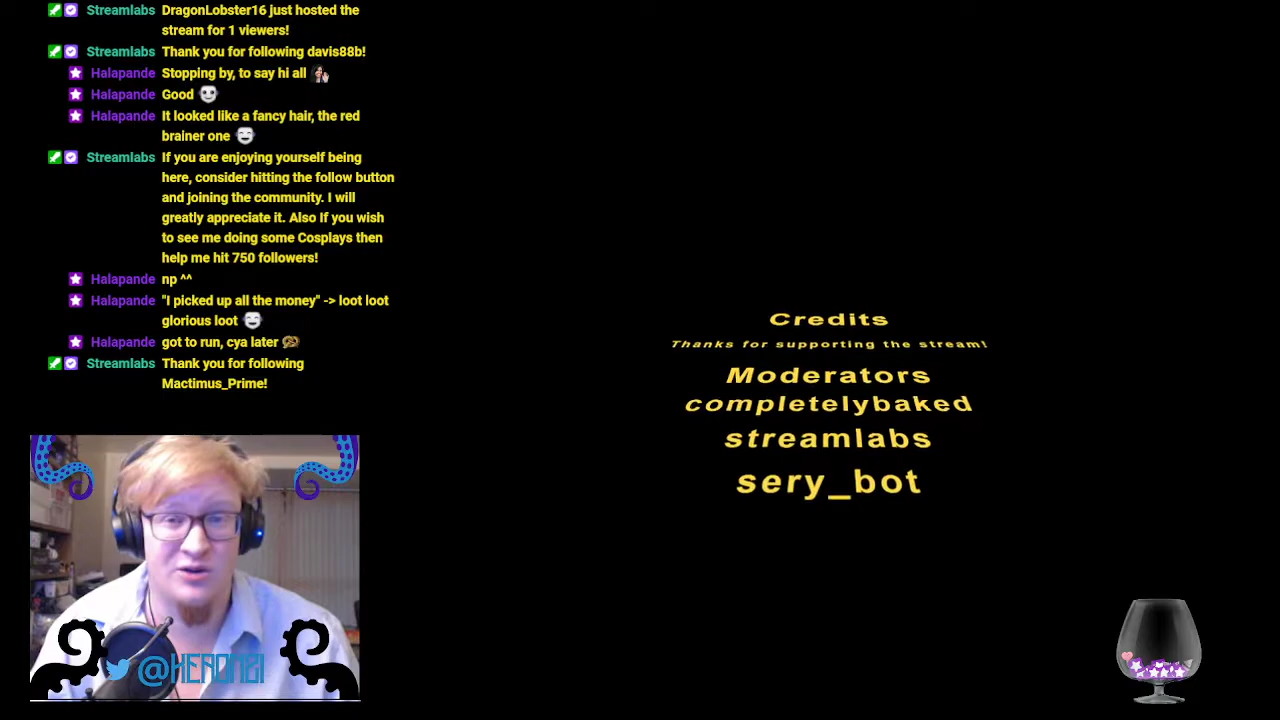 Streamlabs DragonLobster16 just hosted the
stream for 1 viewers!
Streamlabs Thank you for following davis88b!
Halapande Stopping by, to say hi all
Halapande Good
Halapande It looked like a fancy hair, the red
brainer one
Streamlabs If you are enjoying yourself being
here, consider hitting the follow button
and joining the community. I will
greatly appreciate it. Also If you wish
to see me doing some Cosplays then
help me hit 750 followers!
Halapande np ^^
Halapande "I picked up all the money" -> loot loot
glorious loot
Halapande got to run, cya later
Streamlabs Thank you for following
Mactimus_Prime!
Credits
Thanks for supporting the stream!
Moderators
completelybaked
streamlabs
sery_bot